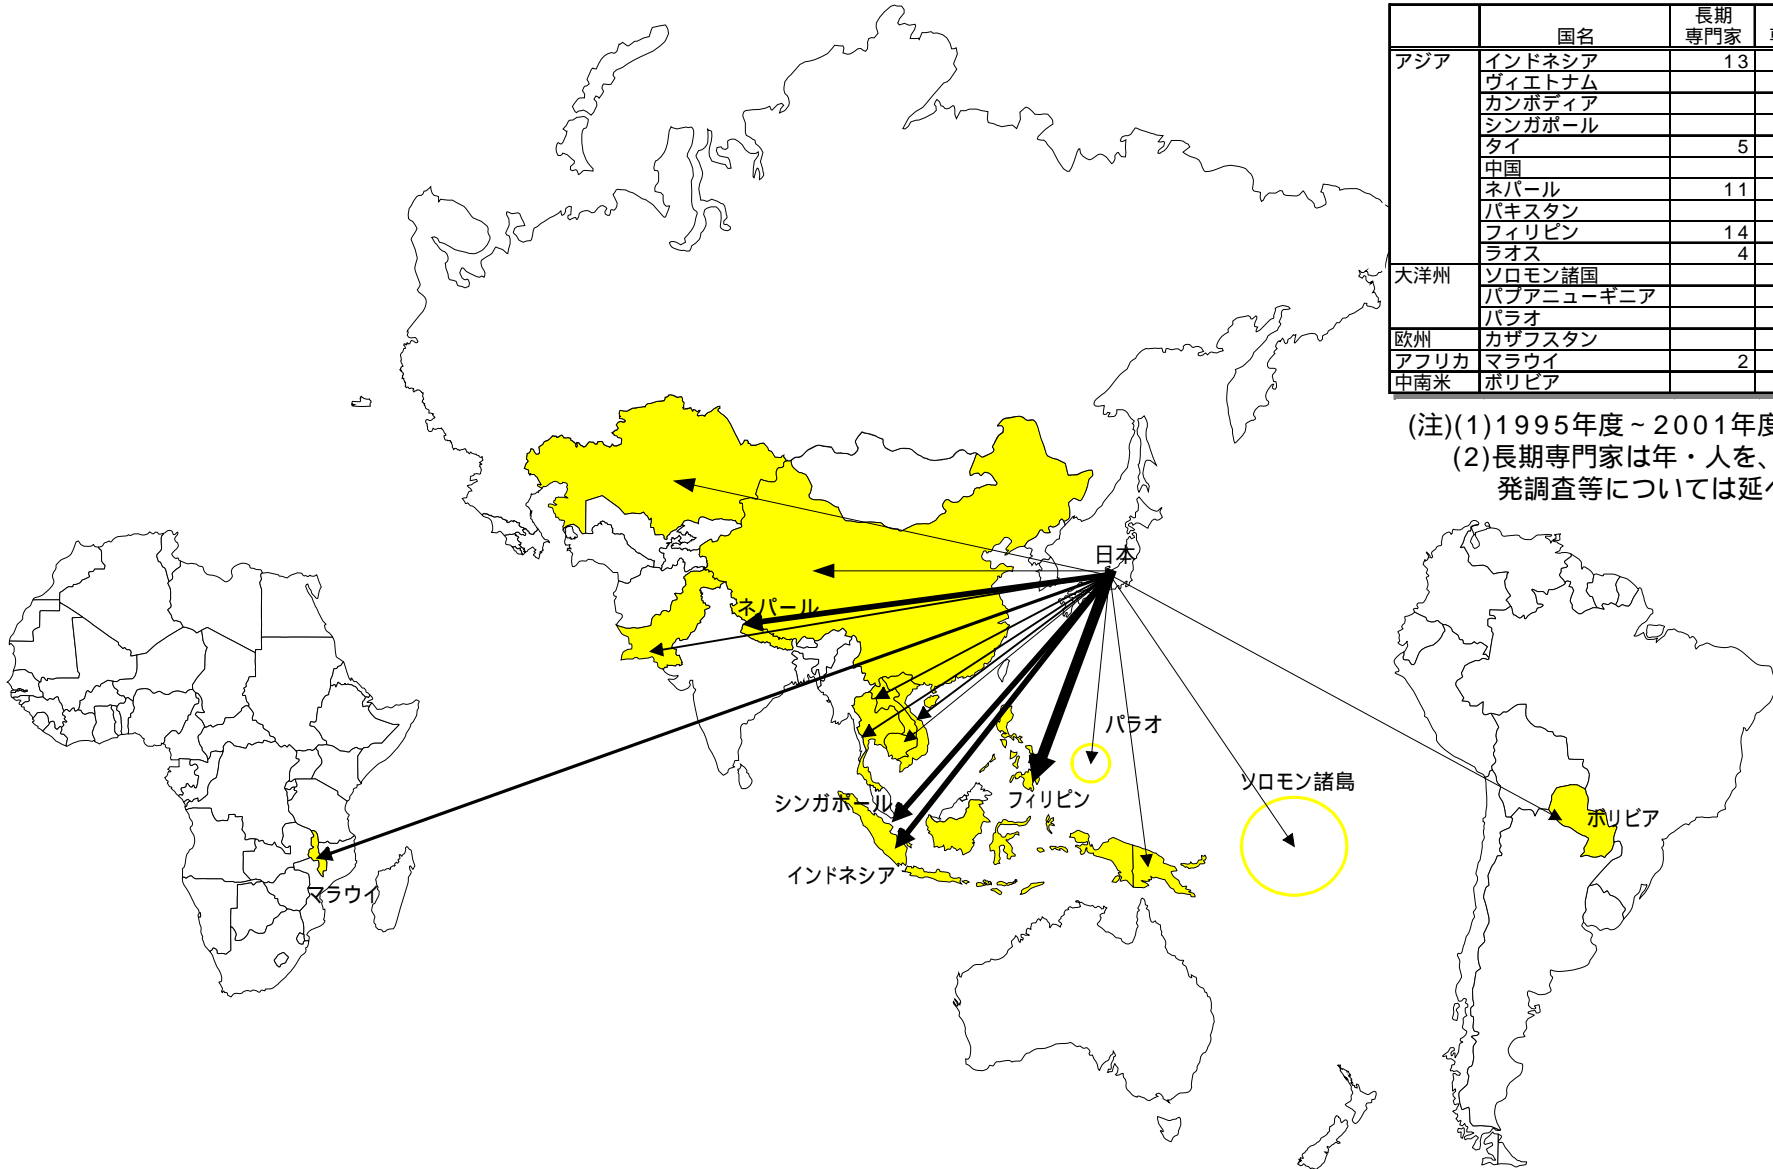 国名 長期専門家
アジア インドネシア 13
ヴィエトナム
カンボディア
シンガポール
タイ 5
中国
ネパール 11
パキスタン
フィリピン 14
ラオス 4
大洋州 ソロモン諸国
パプアニューギニア
パラオ
欧州 カザフスタン
アフリカ マラウイ 2
中南米 ボリビア
(注)(1)1995年度~2001年度
(2)長期専門家は年・人を、
発調査等については延べ
日本
ネパール
パラオ
ソロモン諸島
シンガポール
フィリピン
ボリビア
インドネシア
マラウイ